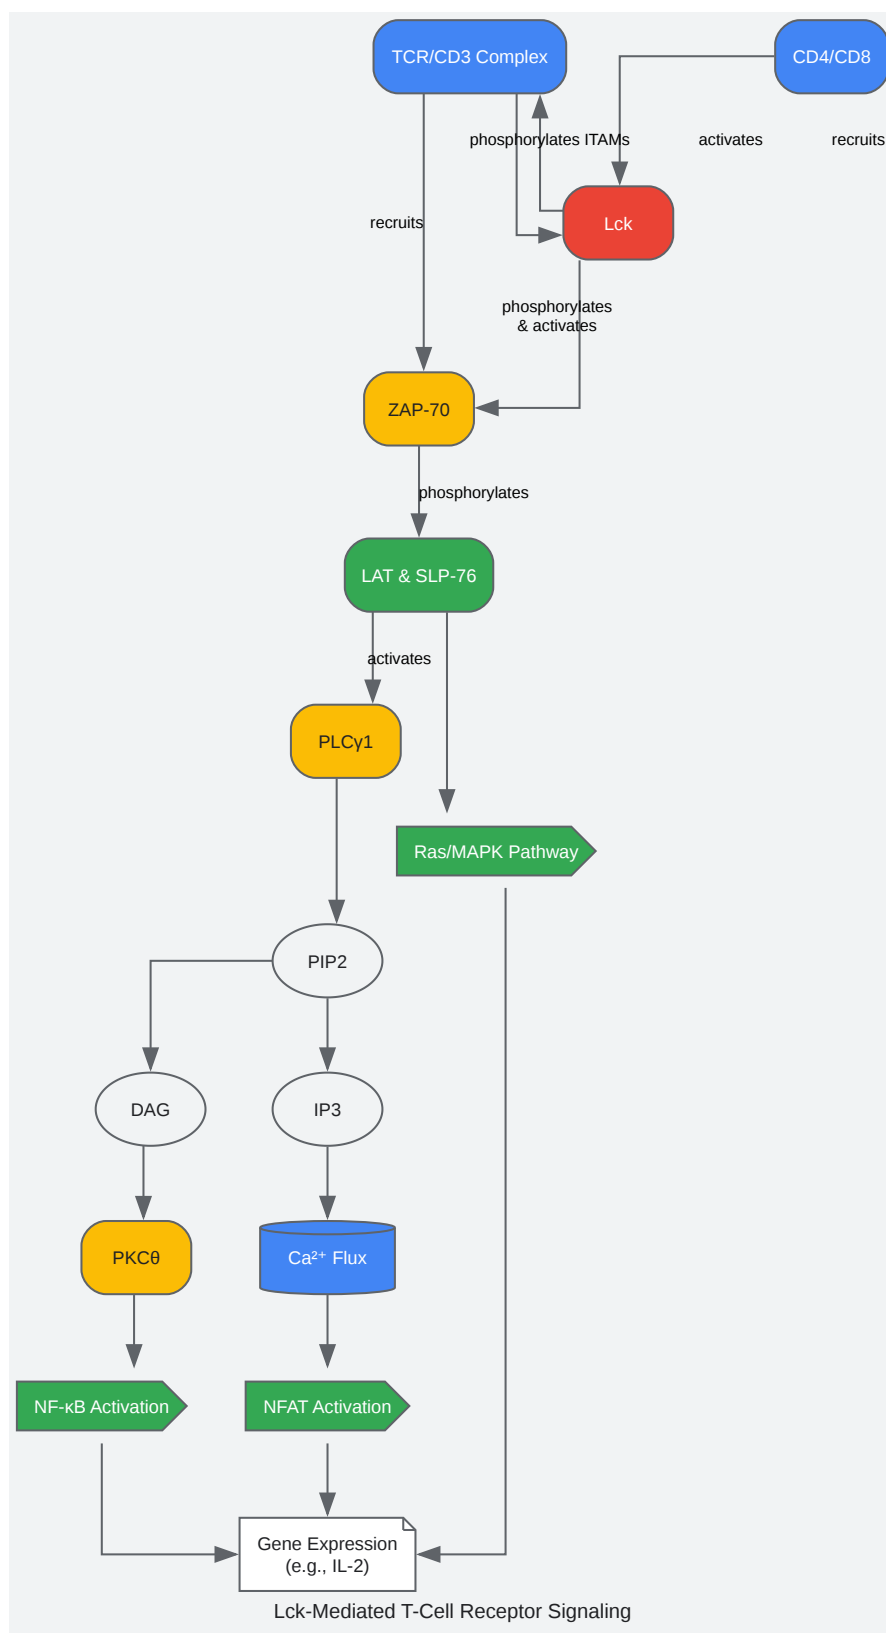 TCR/CD3 Complex
CD4/CD8
phosphorylates ITAMs
activates
recruits
recruits
Lck
phosphorylates
& activates
ZAP-70
phosphorylates
LAT & SLP-76
activates
PLCγ1
Ras/MAPK Pathway
PIP2
DAG
IP3
PKCθ
Ca²⁺ Flux
NF-κB Activation
NFAT Activation
Gene Expression
(e.g., IL-2)
Lck-Mediated T-Cell Receptor Signaling